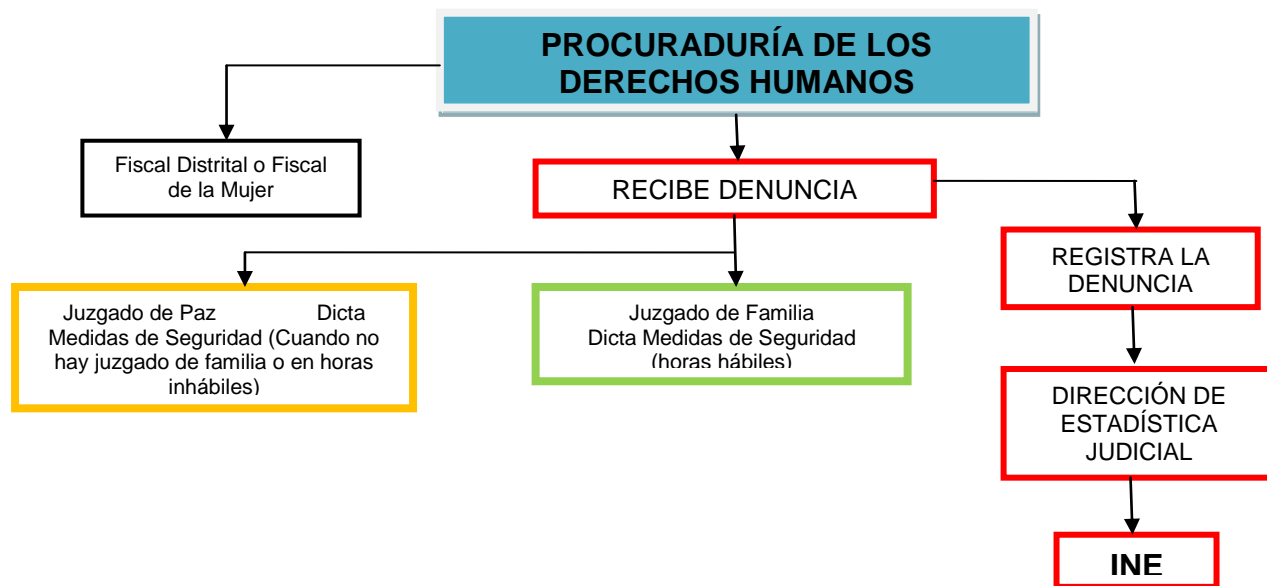 PROCURADURÍA DE LOS
DERECHOS HUMANOS
Fiscal Distrital o Fiscal
de la Mujer
RECIBE DENUNCIA
REGISTRA LA
DENUNCIA
Juzgado de Paz Dicta
Medidas de Seguridad (Cuando no
hay juzgado de familia o en horas
inhábiles)
Juzgado de Familia
Dicta Medidas de Seguridad
(horas hábiles)
DIRECCIÓN DE
ESTADÍSTICA
JUDICIAL
INE